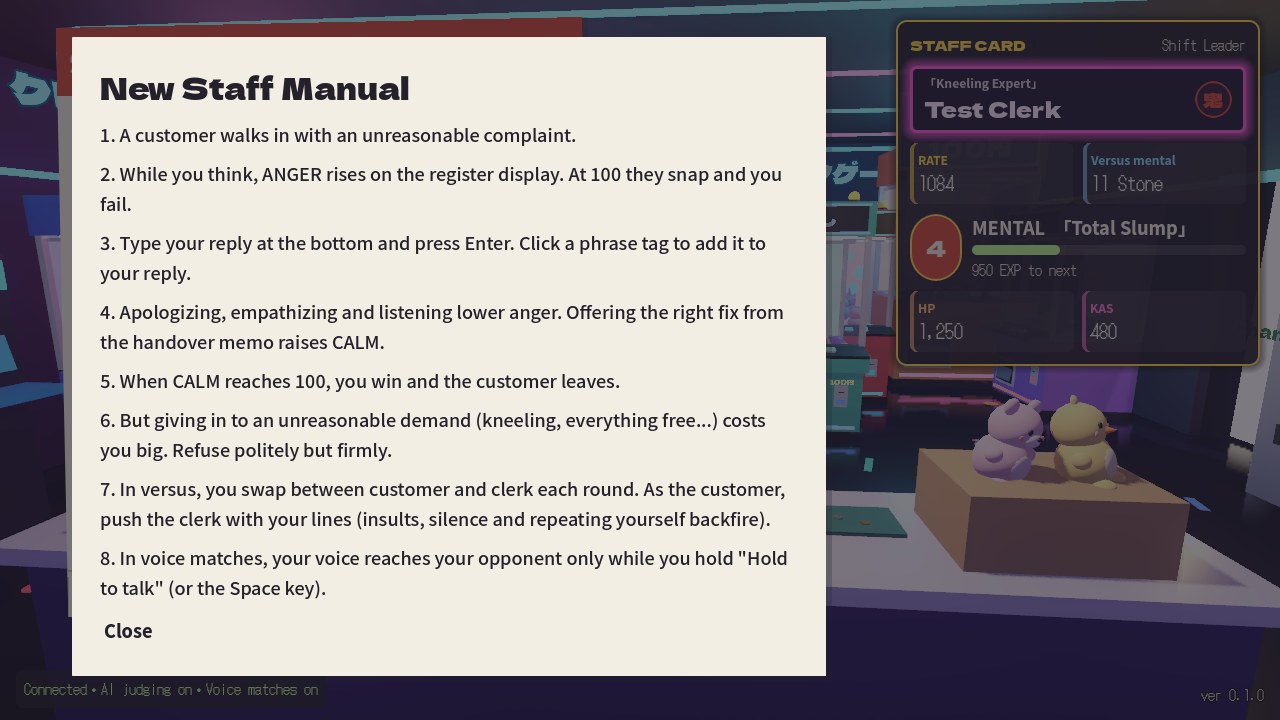 New Staff Manual
1. A customer walks in with an unreasonable complaint.
2. While you think, ANGER rises on the register display. At 100 they snap and you
fail.
3. Type your reply at the bottom and press Enter. Click a phrase tag to add it to
your reply.
4. Apologizing, empathizing and listening lower anger. Offering the right fix from
the handover memo raises CALM.
5. When CALM reaches 100, you win and the customer leaves.
6. But giving in to an unreasonable demand (kneeling, everything free...) costs
you big. Refuse politely but firmly.
7. In versus, you swap between customer and clerk each round. As the customer,
push the clerk with your lines (insults, silence and repeating yourself backfire).
8. In voice matches, your voice reaches your opponent only while you hold "Hold
to talk" (or the Space key).
Close
STAFF CARD
Shift Leader
「Kneeling Expert」
Test Clerk
RATE
1084
Versus mental
11 Stone
4
MENTAL 「Total Slump」
950 EXP to next
HP
1,250
KAS
480
Connected • AI judging on • Voice matches on
ver 0.1.0